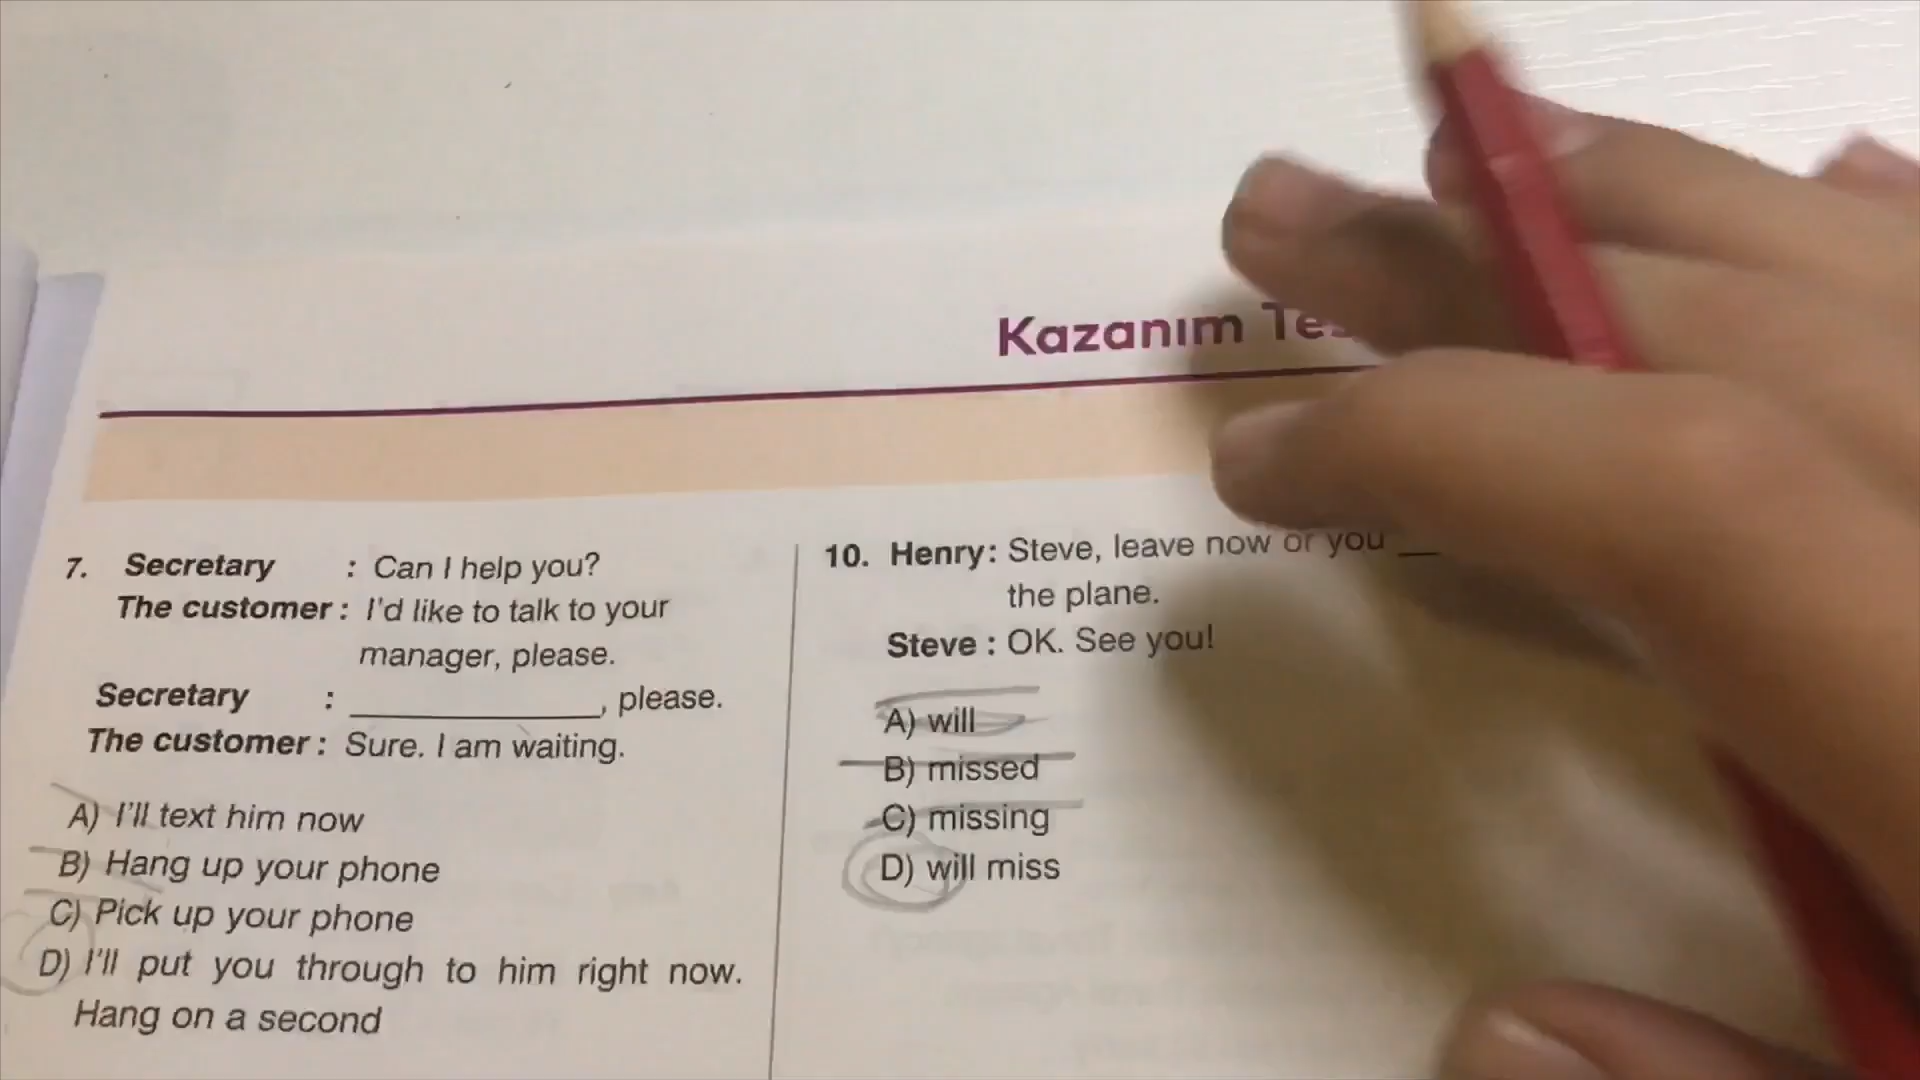 Kazanım Tes
7. Secretary : Can I help you?
The customer : I'd like to talk to your
manager, please.
Secretary : ______________, please.
The customer : Sure. I am waiting.
A) I'll text him now
B) Hang up your phone
C) Pick up your phone
D) I'll put you through to him right now.
Hang on a second
10. Henry: Steve, leave now or you __
the plane.
Steve : OK. See you!
A) will
B) missed
C) missing
D) will miss